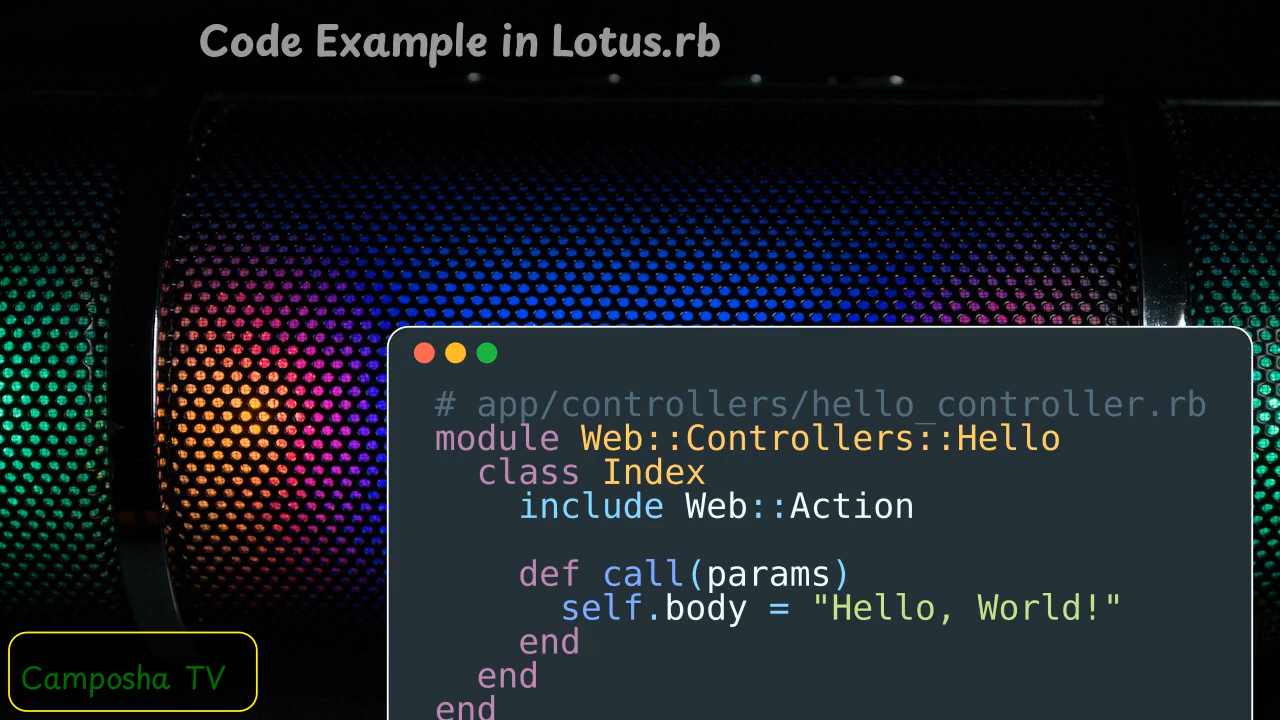 Code Example in Lotus.rb
# app/controllers/hello_controller.rb
module Web::Controllers::Hello
  class Index
    include Web::Action

    def call(params)
      self.body = "Hello, World!"
    end
  end
end
Camposha TV